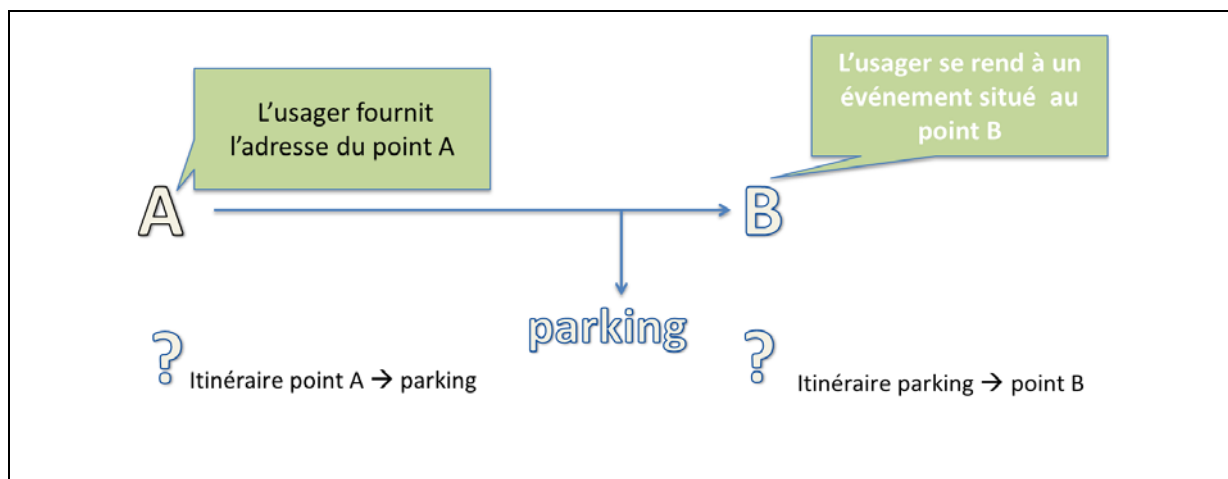 L'usager fournit
l'adresse du point A
L'usager se rend à un
événement situé au
point B
A
B
parking
? Itinéraire point A → parking
? Itinéraire parking → point B